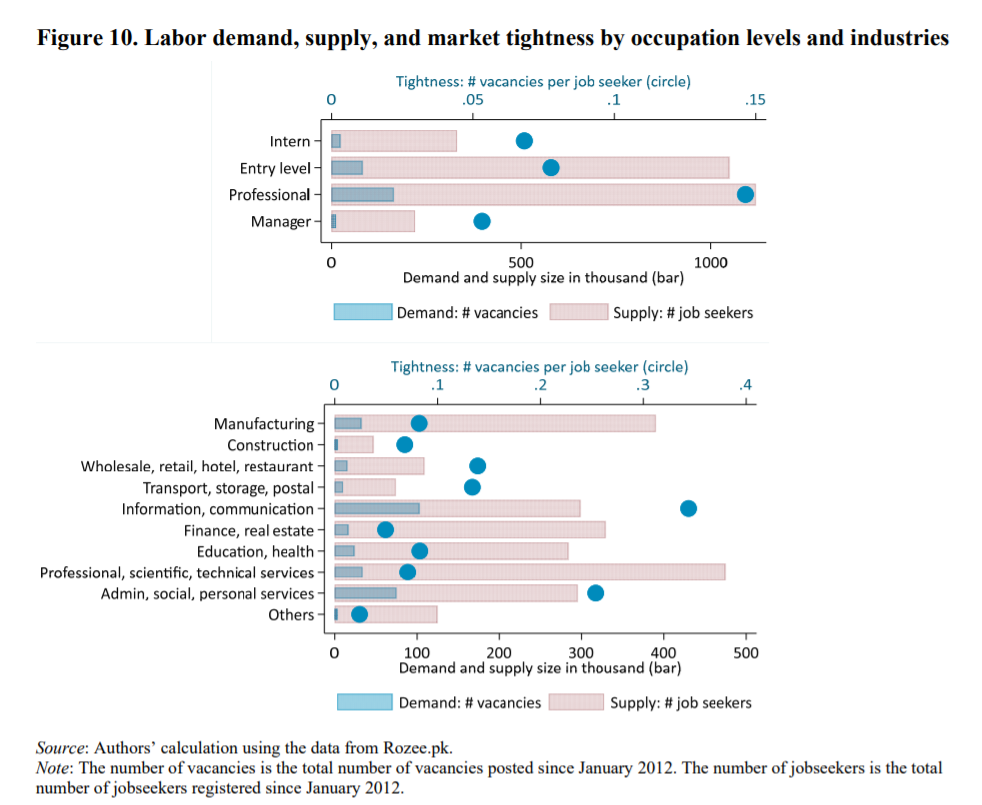 Figure 10. Labor demand, supply, and market tightness by occupation levels and industries
Tightness: # vacancies per job seeker (circle)
0 .05 .1 .15
Intern
Entry level
Professional
Manager
0 500 1000
Demand and supply size in thousand (bar)
Demand: # vacancies Supply: # job seekers
Tightness: # vacancies per job seeker (circle)
0 .1 .2 .3 .4
Manufacturing
Construction
Wholesale, retail, hotel, restaurant
Transport, storage, postal
Information, communication
Finance, real estate
Education, health
Professional, scientific, technical services
Admin, social, personal services
Others
0 100 200 300 400 500
Demand and supply size in thousand (bar)
Demand: # vacancies Supply: # job seekers
Source: Authors’ calculation using the data from Rozee.pk.
Note: The number of vacancies is the total number of vacancies posted since January 2012. The number of jobseekers is the total
number of jobseekers registered since January 2012.